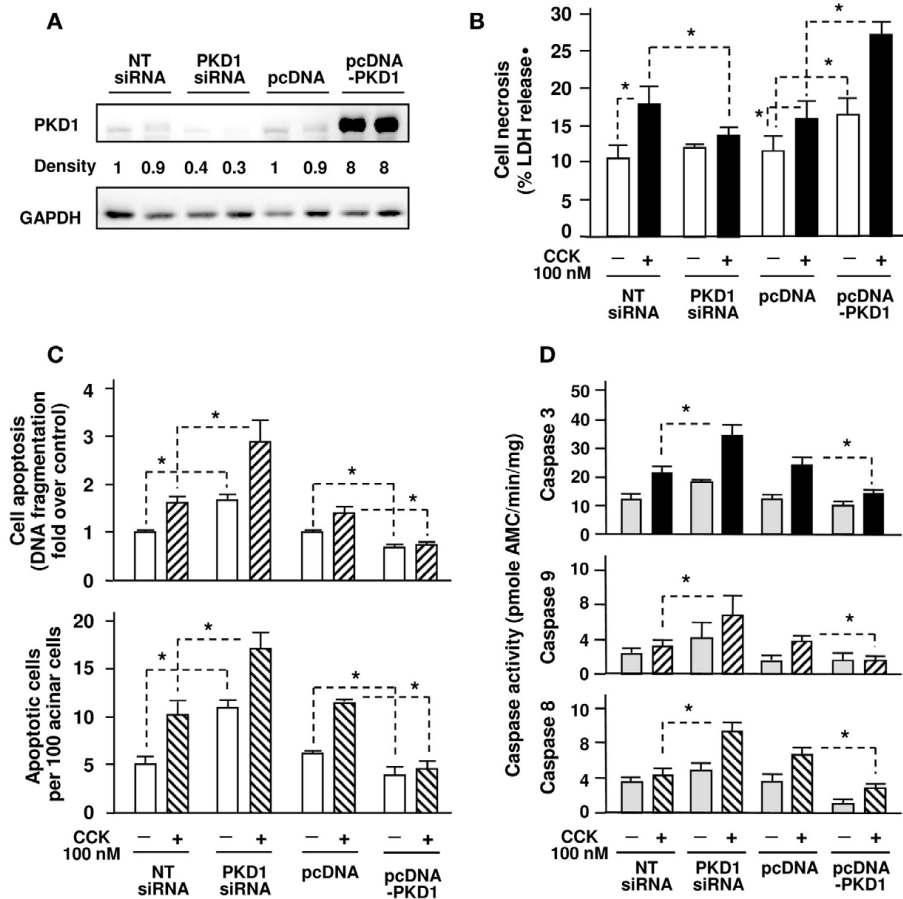 A
NT siRNA
PKD1 siRNA
pcDNA
pcDNA -PKD1
PKD1
Density 1 0.9 0.4 0.3 1 0.9 8 8
GAPDH
B
Cell necrosis
(% LDH release•
30
25
20
15
10
5
0
* * * * *
CCK – + – + – + – +
100 nM
NT siRNA
PKD1 siRNA
pcDNA
pcDNA -PKD1
C
Cell apoptosis
(DNA fragmentation
fold over control)
4
3
2
1
0
* * * *
Apoptotic cells
per 100 acinar cells
20
15
10
5
0
* * * *
CCK – + – + – + – +
100 nM
NT siRNA
PKD1 siRNA
pcDNA
pcDNA -PKD1
D
Caspase activity (pmole AMC/min/mg)
Caspase 3
50
40
30
20
10
0
* *
Caspase 9
10
8
4
0
* *
Caspase 8
10
8
4
0
* *
CCK – + – + – + – +
100 nM
NT siRNA
PKD1 siRNA
pcDNA
pcDNA -PKD1